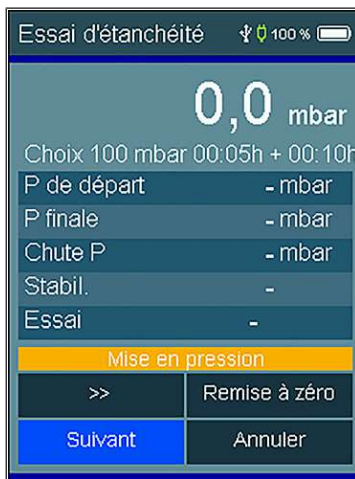 Essai d'étanchéité 100 %
0,0 mbar
Choix 100 mbar 00:05h + 00:10h
P de départ - mbar
P finale - mbar
Chute P - mbar
Stabil. -
Essai -
Mise en pression
>> Remise à zéro
Suivant Annuler